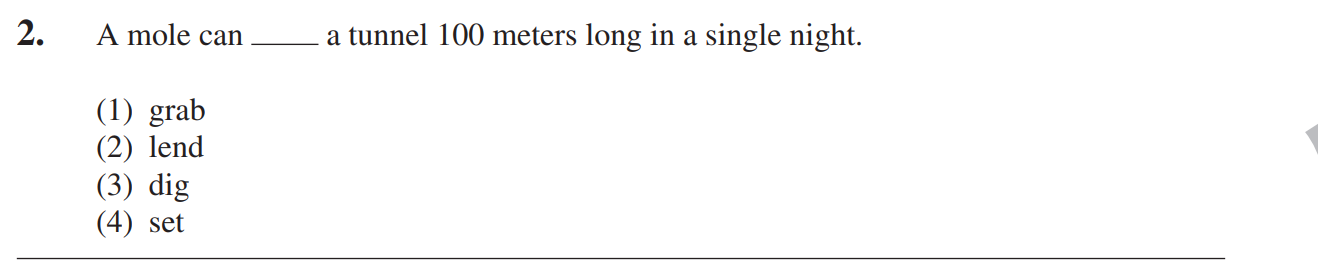 2. A mole can _____ a tunnel 100 meters long in a single night.
(1) grab
(2) lend
(3) dig
(4) set